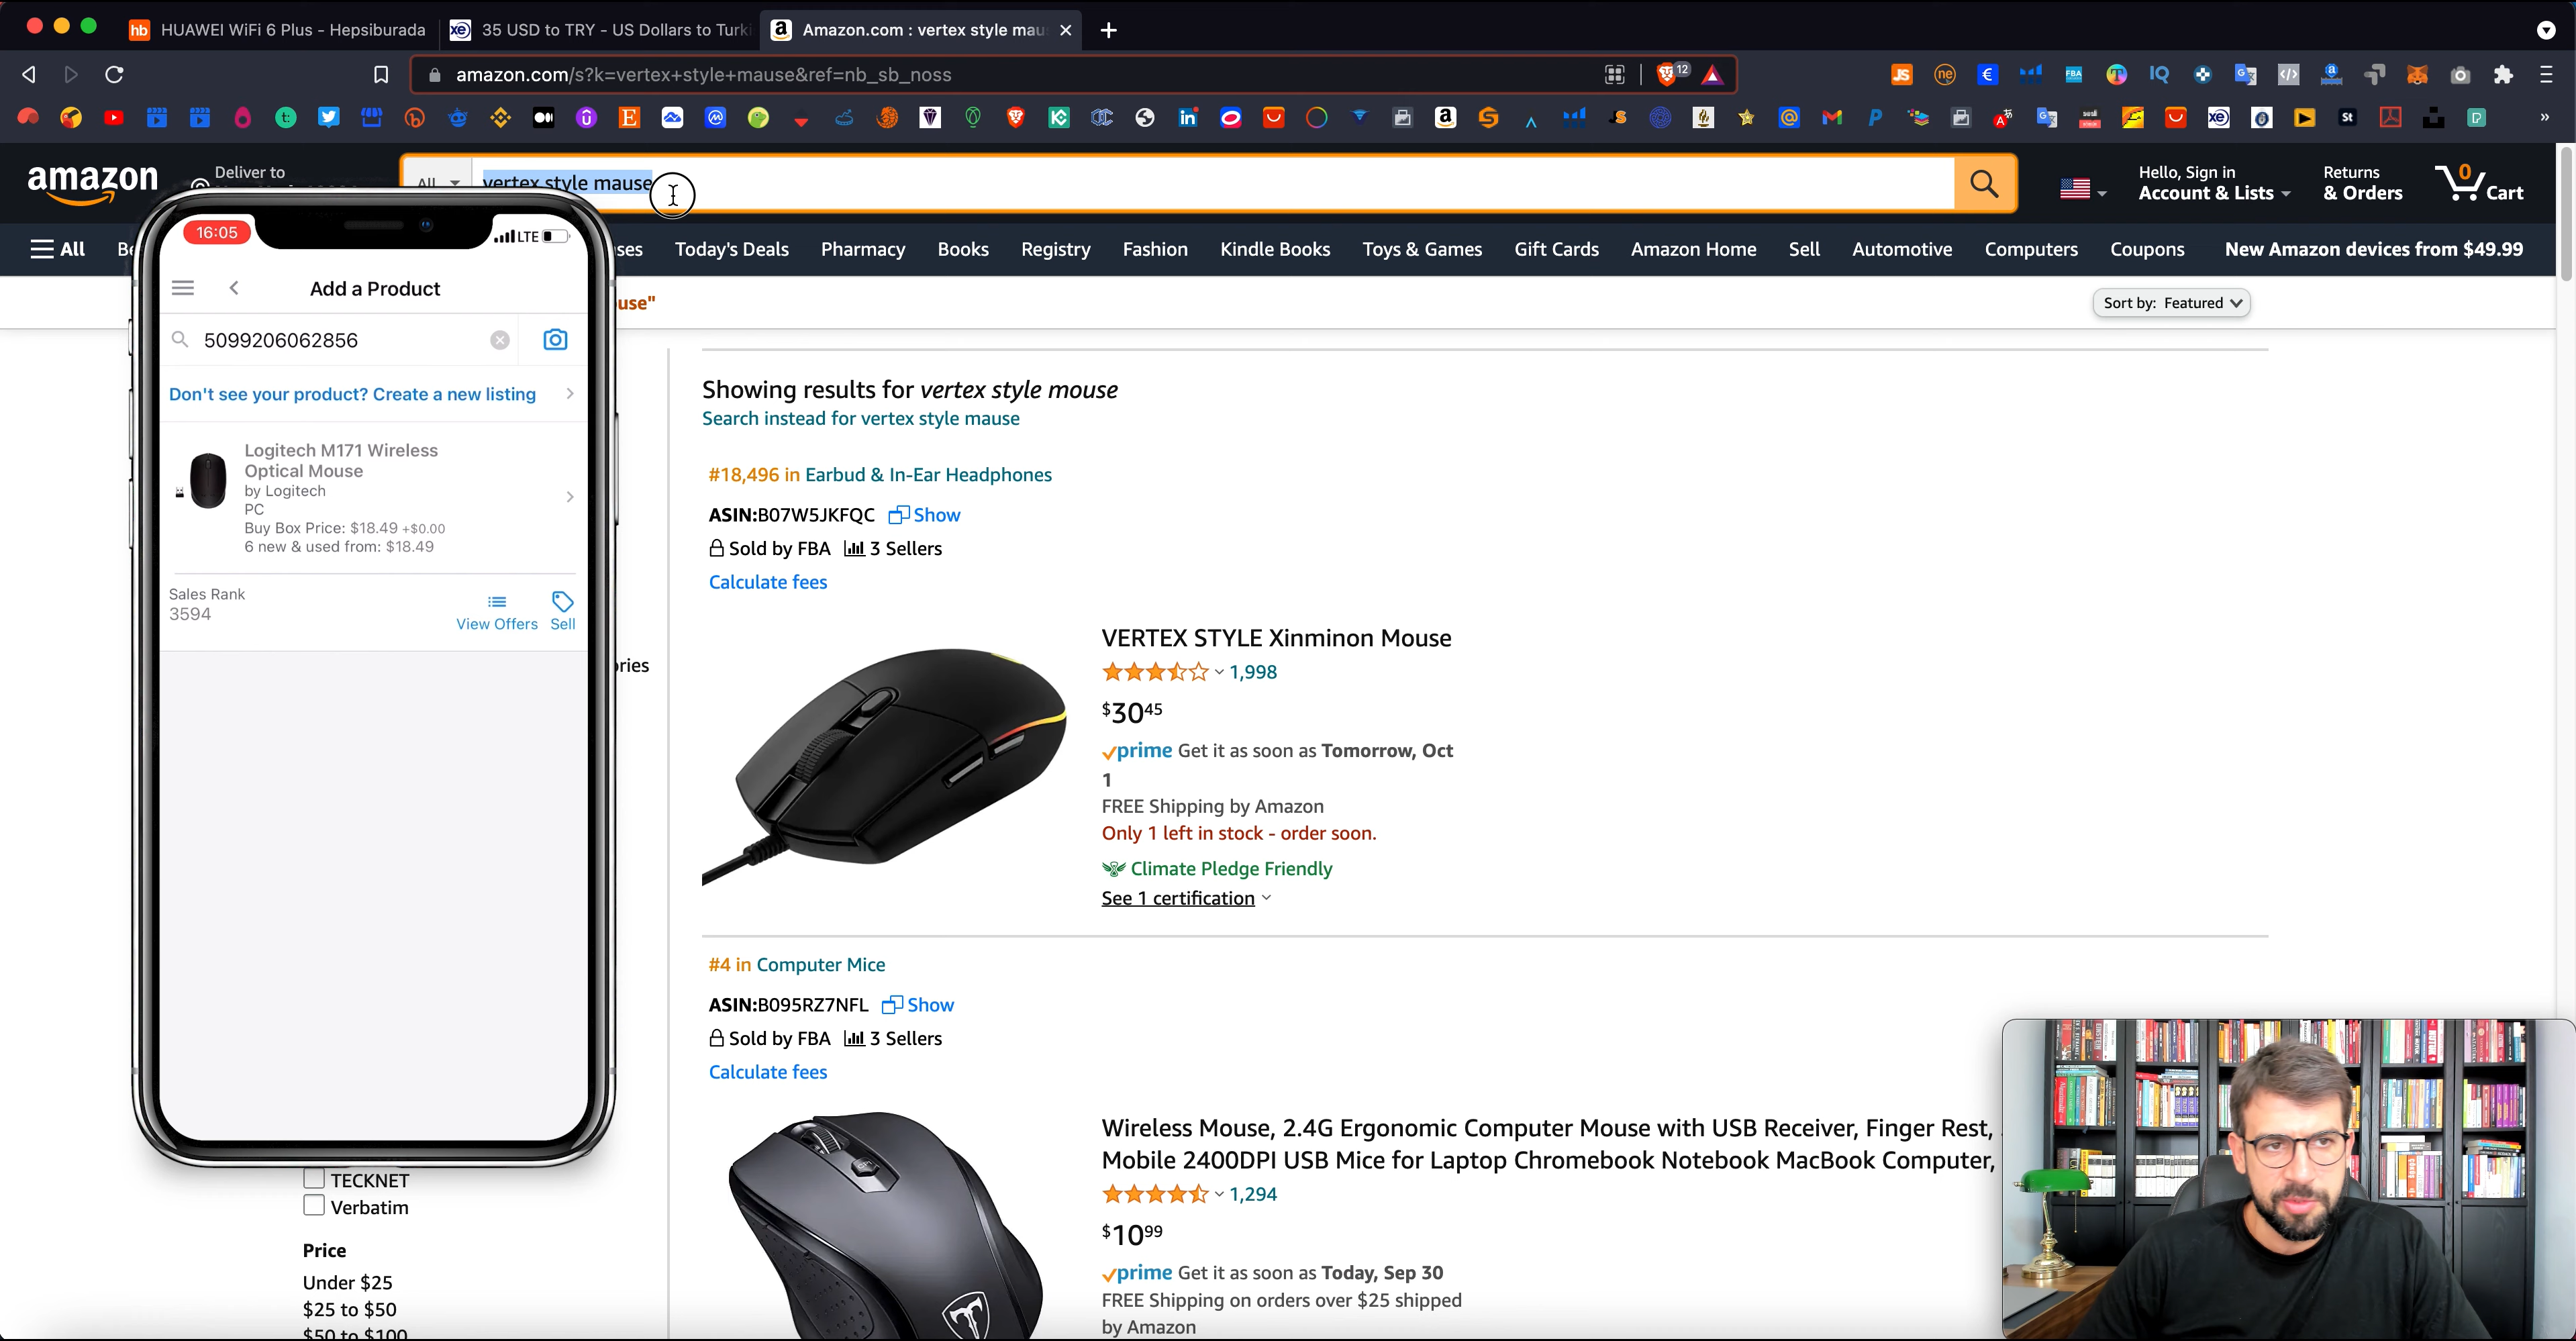 HUAWEI WiFi 6 Plus - Hepsiburada
35 USD to TRY - US Dollars to Turki
Amazon.com : vertex style mau
amazon.com/s?k=vertex+style+mause&ref=nb_sb_noss
12
amazon
Deliver to
All
vertex style mause
Hello, Sign in
Account & Lists
Returns
& Orders
0
Cart
All
Be
ses
Today's Deals
Pharmacy
Books
Registry
Fashion
Kindle Books
Toys & Games
Gift Cards
Amazon Home
Sell
Automotive
Computers
Coupons
New Amazon devices from $49.99
use"
Sort by: Featured
16:05
LTE
Add a Product
5099206062856
Don't see your product? Create a new listing
Logitech M171 Wireless
Optical Mouse
by Logitech
PC
Buy Box Price: $18.49 +$0.00
6 new & used from: $18.49
Sales Rank
3594
View Offers
Sell
ories
TECKNET
Verbatim
Price
Under $25
$25 to $50
$50 to $100
Showing results for vertex style mouse
Search instead for vertex style mause
#18,496 in Earbud & In-Ear Headphones
ASIN:B07W5JKFQC Show
Sold by FBA 3 Sellers
Calculate fees
VERTEX STYLE Xinminon Mouse
1,998
$30.45
prime Get it as soon as Tomorrow, Oct
1
FREE Shipping by Amazon
Only 1 left in stock - order soon.
Climate Pledge Friendly
See 1 certification
#4 in Computer Mice
ASIN:B095RZ7NFL Show
Sold by FBA 3 Sellers
Calculate fees
Wireless Mouse, 2.4G Ergonomic Computer Mouse with USB Receiver, Finger Rest,
Mobile 2400DPI USB Mice for Laptop Chromebook Notebook MacBook Computer,
1,294
$10.99
prime Get it as soon as Today, Sep 30
FREE Shipping on orders over $25 shipped
by Amazon